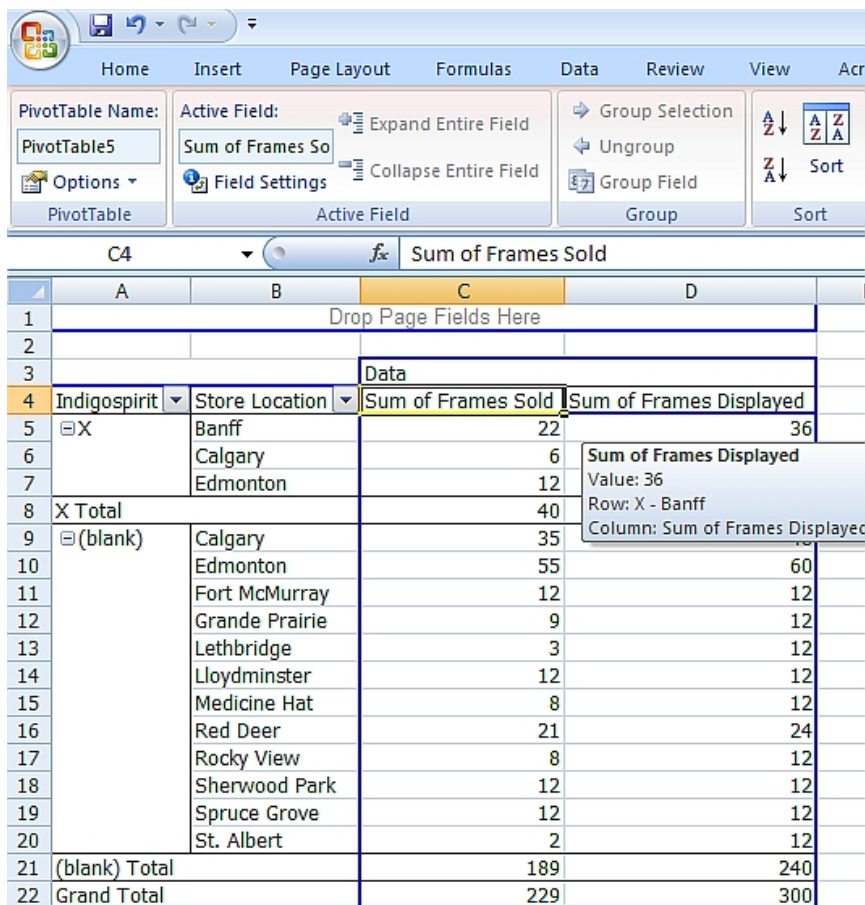 Home Insert Page Layout Formulas Data Review View Acr
PivotTable Name: Active Field: Expand Entire Field Group Selection
PivotTable5 Sum of Frames So Ungroup Sort
Options Field Settings Collapse Entire Field Group Field
PivotTable Active Field Group Sort
C4 fx Sum of Frames Sold
A B C D
1 Drop Page Fields Here
2
3 Data
4 Indigospirit Store Location Sum of Frames Sold Sum of Frames Displayed
5 X Banff 22 36
6 Calgary 6 Sum of Frames Displayed
7 Edmonton 12 Value: 36
8 X Total 40 Row: X - Banff
9 (blank) Calgary 35 Column: Sum of Frames Displayed
10 Edmonton 55 60
11 Fort McMurray 12 12
12 Grande Prairie 9 12
13 Lethbridge 3 12
14 Lloydminster 12 12
15 Medicine Hat 8 12
16 Red Deer 21 24
17 Rocky View 8 12
18 Sherwood Park 12 12
19 Spruce Grove 12 12
20 St. Albert 2 12
21 (blank) Total 189 240
22 Grand Total 229 300